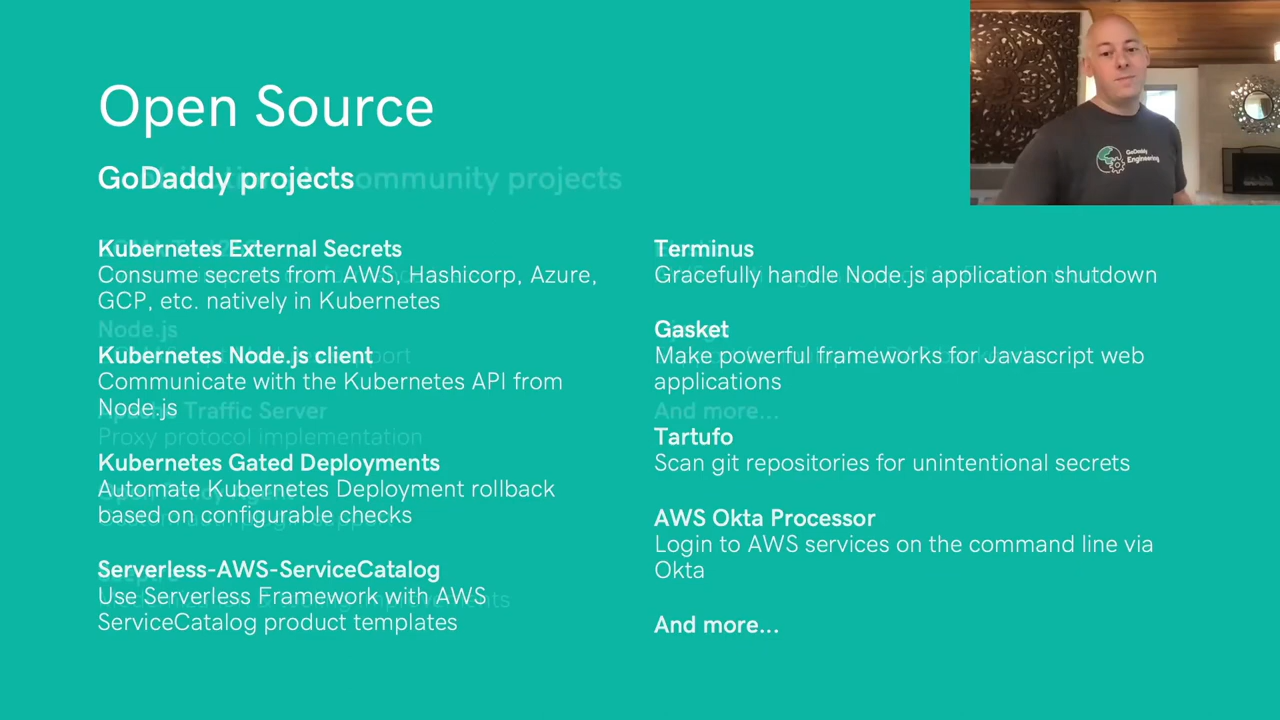 Open Source
GoDaddy projects
community projects
Kubernetes External Secrets
Consume secrets from AWS, Hashicorp, Azure,
GCP, etc. natively in Kubernetes
Node.js
Kubernetes Node.js client
Communicate with the Kubernetes API from
Node.js
Apache Traffic Server
Proxy protocol implementation
Kubernetes Gated Deployments
Automate Kubernetes Deployment rollback
based on configurable checks
Serverless-AWS-ServiceCatalog
Use Serverless Framework with AWS
ServiceCatalog product templates
Terminus
Gracefully handle Node.js application shutdown
Gasket
Make powerful frameworks for Javascript web
applications
And more...
Tartufo
Scan git repositories for unintentional secrets
AWS Okta Processor
Login to AWS services on the command line via
Okta
And more...
GoDaddy
Engineering